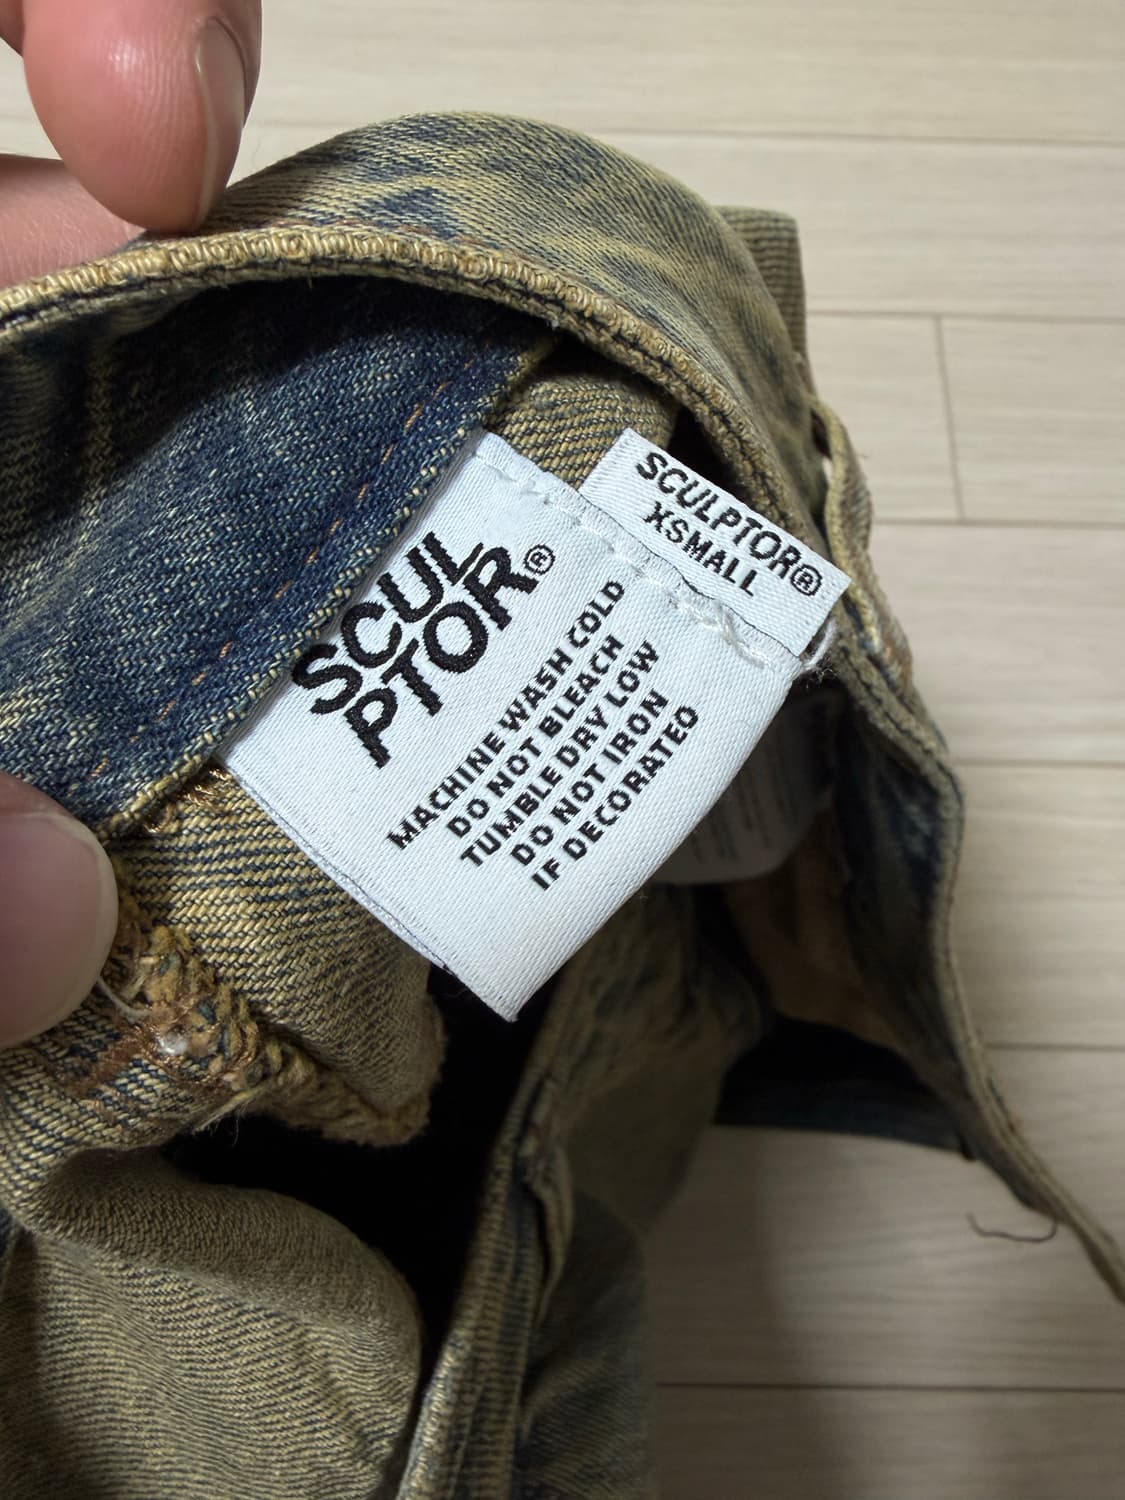 SCULPTOR®
XSMALL
SCUL
PTOR®
MACHINE WASH COLD
DO NOT BLEACH
TUMBLE DRY LOW
DO NOT IRON
IF DECORATED